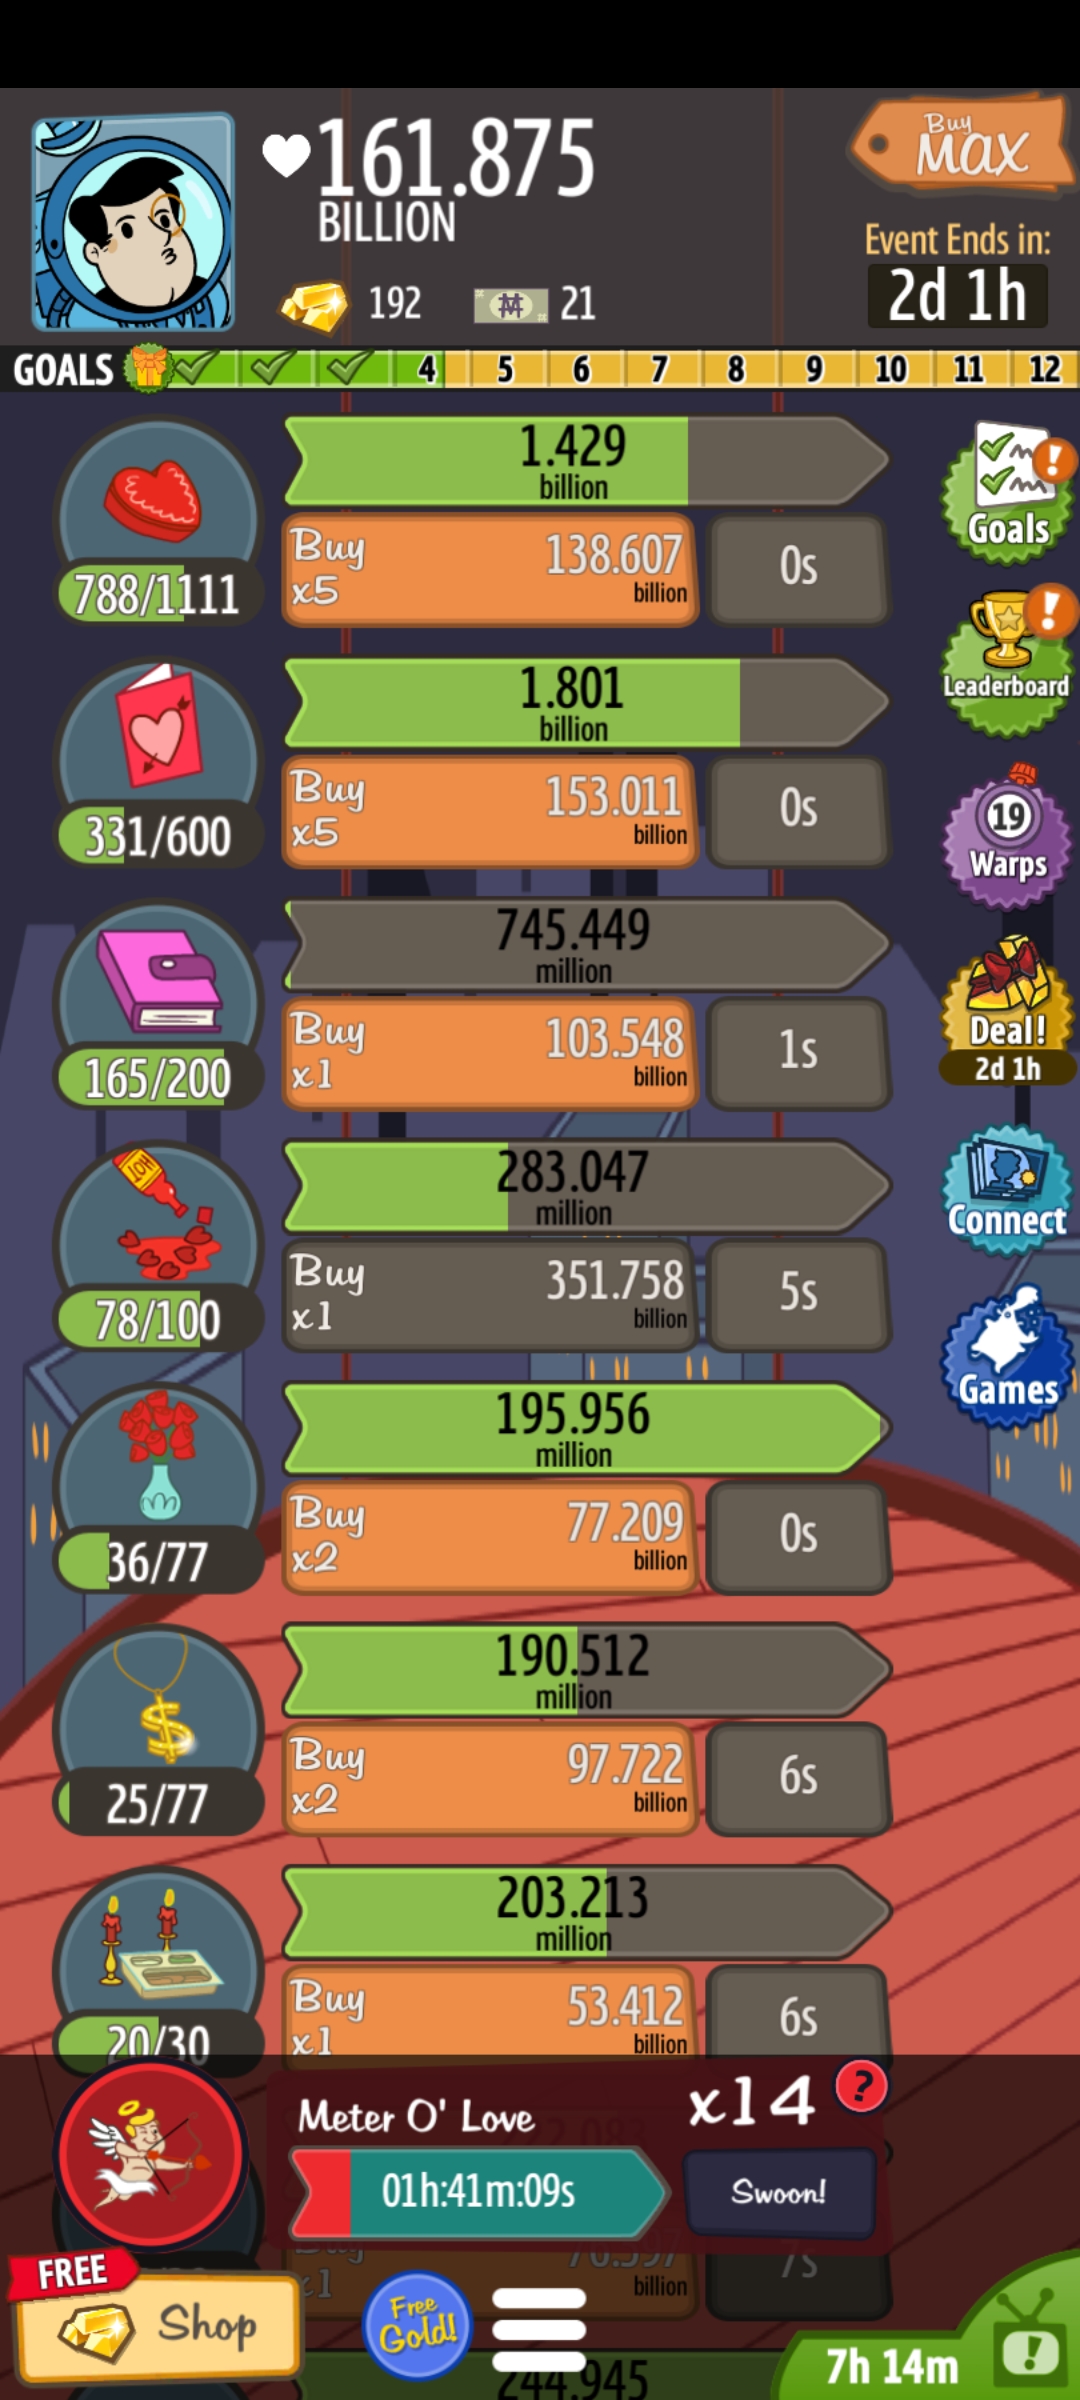 161.875
BILLION
192
21
Buy
MAX
Event Ends in:
2d 1h
GOALS 4 5 6 7 8 9 10 11 12
1.429
billion
Buy
x5
138.607
billion
0s
788/1111
Goals
1.801
billion
Buy
x5
153.011
billion
0s
331/600
Leaderboard
745.449
million
Buy
x1
103.548
billion
1s
165/200
19
Warps
Deal!
2d 1h
HOT
283.047
million
Buy
x1
351.758
billion
5s
78/100
Connect
195.956
million
Buy
x2
77.209
billion
0s
36/77
Games
190.512
million
Buy
x2
97.722
billion
6s
25/77
203.213
million
Buy
x1
53.412
billion
6s
20/30
Meter O' Love
x14
?
01h:41m:09s
Swoon!
Buy
x1
billion
7s
FREE
Shop
Free
Gold!
244.945
7h 14m